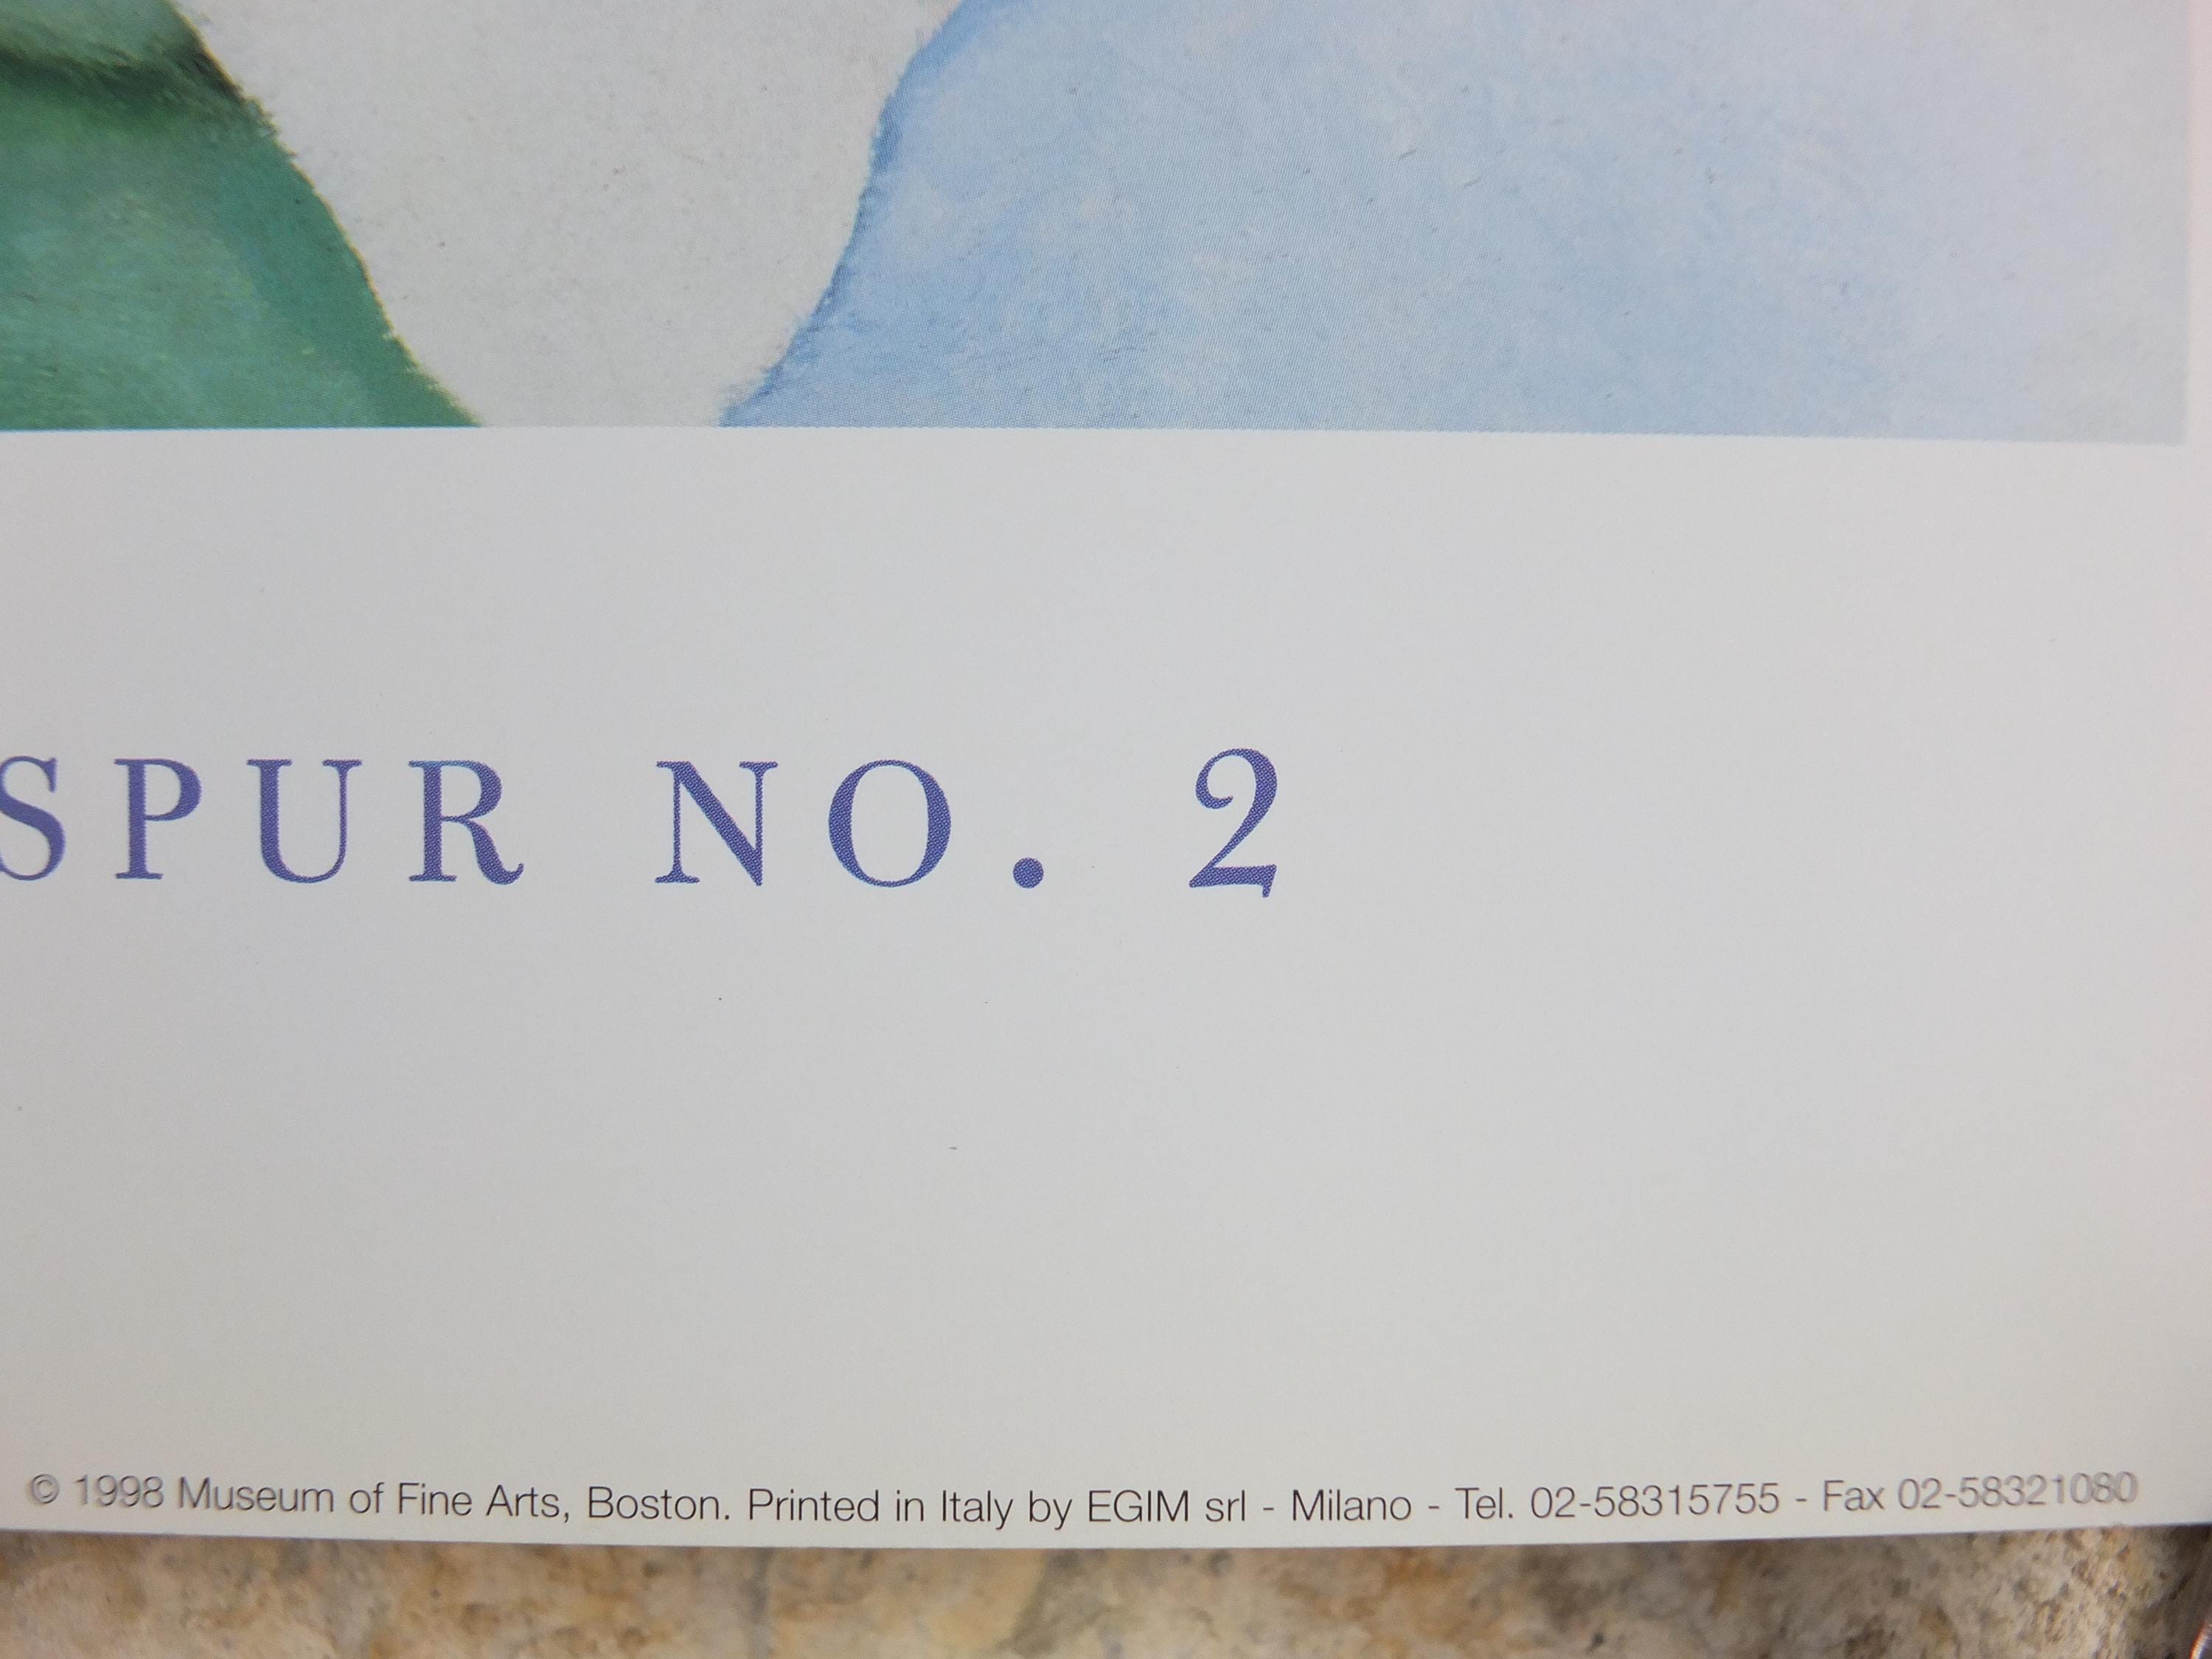 SPUR NO. 2
© 1998 Museum of Fine Arts, Boston. Printed in Italy by EGIM srl - Milano - Tel. 02-58315755 - Fax 02-58321080